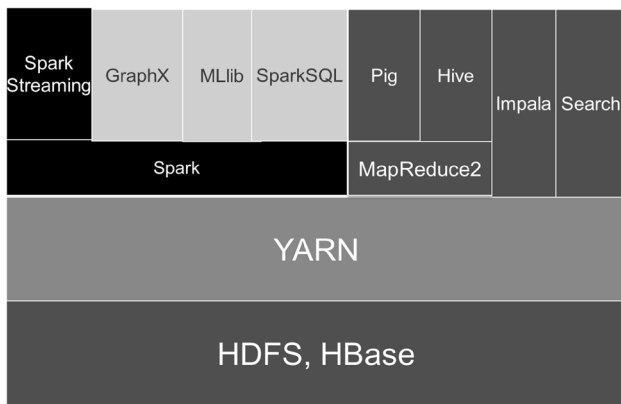 Spark
Streaming
GraphX
MLlib
SparkSQL
Pig
Hive
Impala
Search
Spark
MapReduce2
YARN
HDFS, HBase